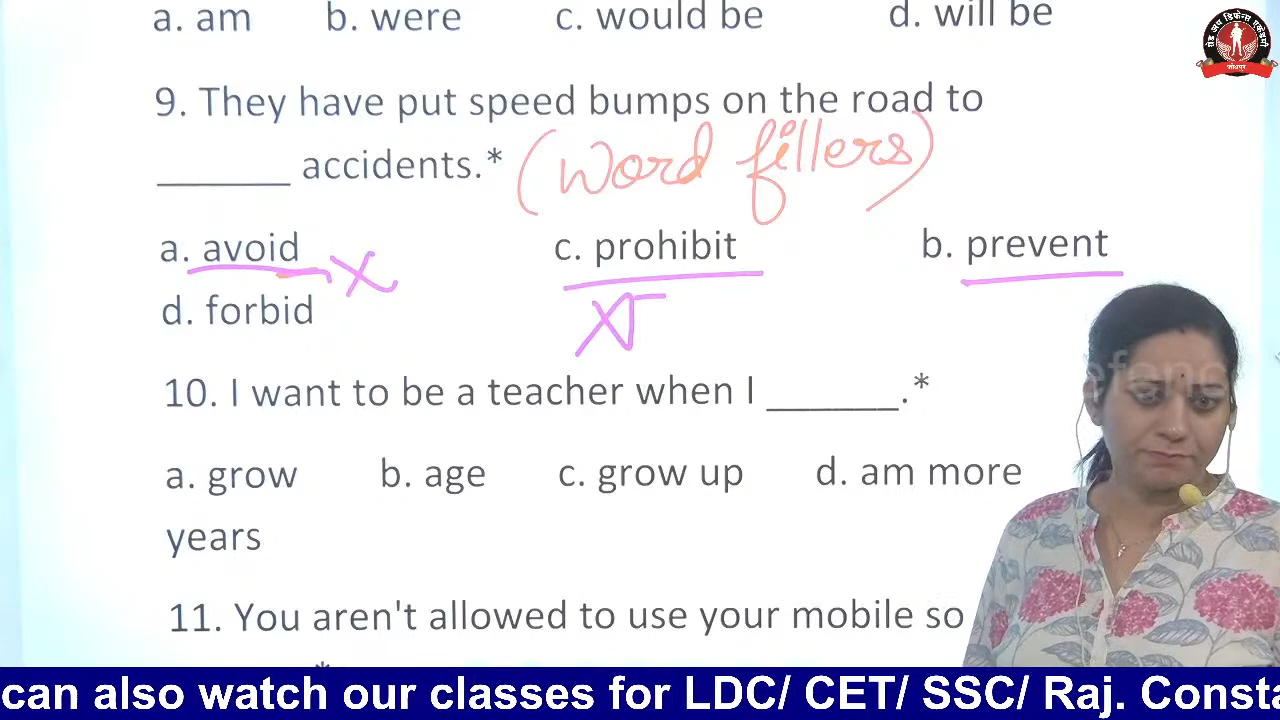 a. am b. were c. would be d. will be
9. They have put speed bumps on the road to
______ accidents.* (Word fillers)
a. avoid c. prohibit b. prevent
d. forbid
10. I want to be a teacher when I ______.*
a. grow b. age c. grow up d. am more
years
11. You aren't allowed to use your mobile so
can also watch our classes for LDC/ CET/ SSC/ Raj. Consta